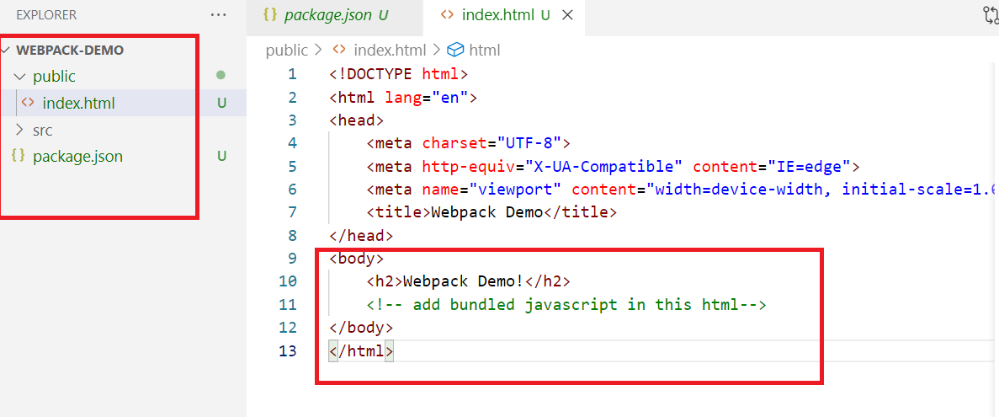 EXPLORER ...
WEBPACK-DEMO
public
index.html U
src
package.json U
{} package.json U <> index.html U
public > <> index.html > html
1 <!DOCTYPE html>
2 <html lang="en">
3 <head>
4 <meta charset="UTF-8">
5 <meta http-equiv="X-UA-Compatible" content="IE=edge">
6 <meta name="viewport" content="width=device-width, initial-scale=1.0
7 <title>Webpack Demo</title>
8 </head>
9 <body>
10 <h2>Webpack Demo!</h2>
11 <!-- add bundled javascript in this html-->
12 </body>
13 </html>